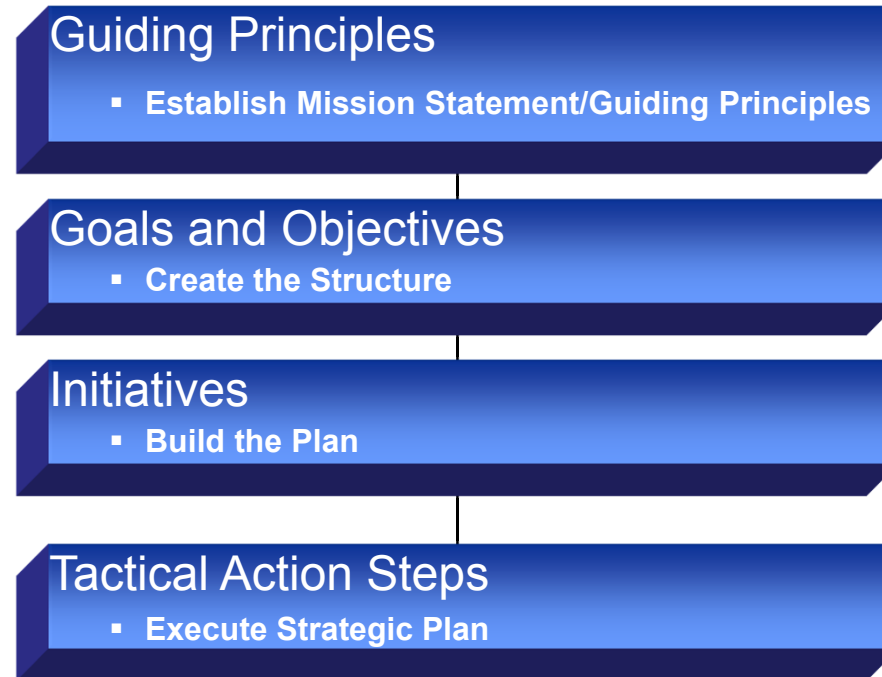 Guiding Principles
▪ Establish Mission Statement/Guiding Principles
Goals and Objectives
▪ Create the Structure
Initiatives
▪ Build the Plan
Tactical Action Steps
▪ Execute Strategic Plan